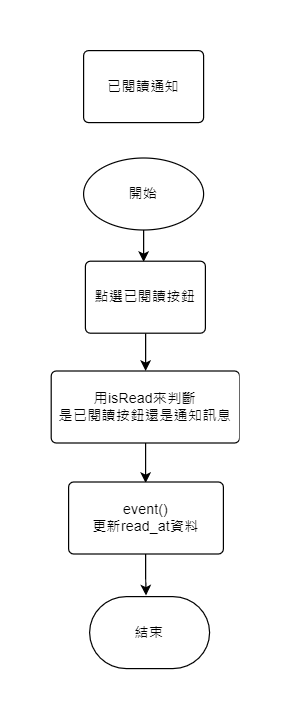 已閱讀通知
開始
點選已閱讀按鈕
用isRead來判斷
是已閱讀按鈕還是通知訊息
event()
更新read_at資料
結束